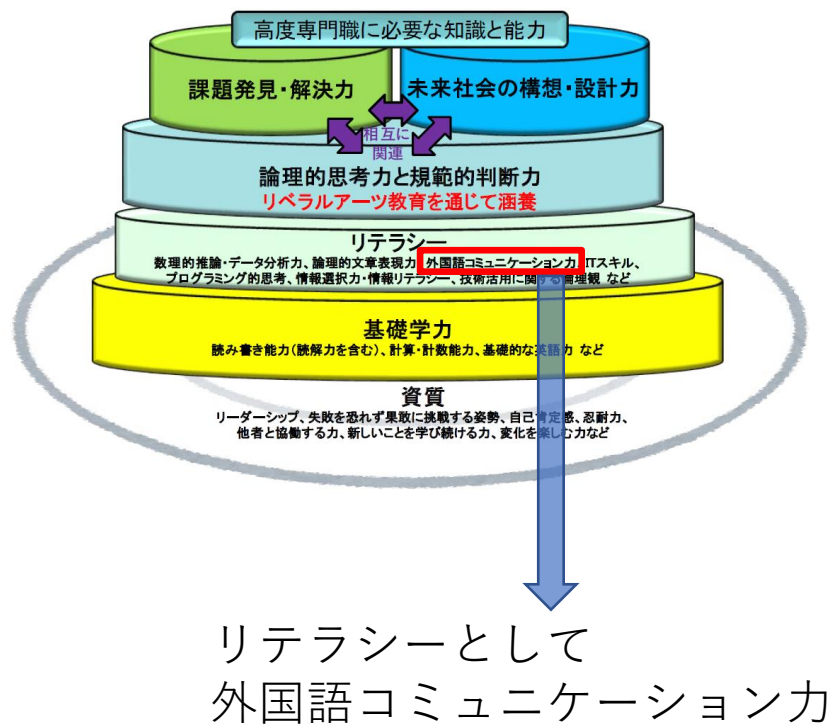 高度専門職に必要な知識と能力
課題発見・解決力
未来社会の構想・設計力
相互に
関連
論理的思考力と規範的判断力
リベラルアーツ教育を通じて涵養
リテラシー
数理的推論・データ分析力、論理的文章表現力、外国語コミュニケーション力、ITスキル、
プログラミング的思考、情報選択力・情報リテラシー、技術活用に関する倫理観 など
基礎学力
読み書き能力(読解力を含む)、計算・計数能力、基礎的な英語力 など
資質
リーダーシップ、失敗を恐れず果敢に挑戦する姿勢、自己肯定感、忍耐力、
他者と協働する力、新しいことを学び続ける力、変化を楽しむ力など
リテラシーとして
外国語コミュニケーション力